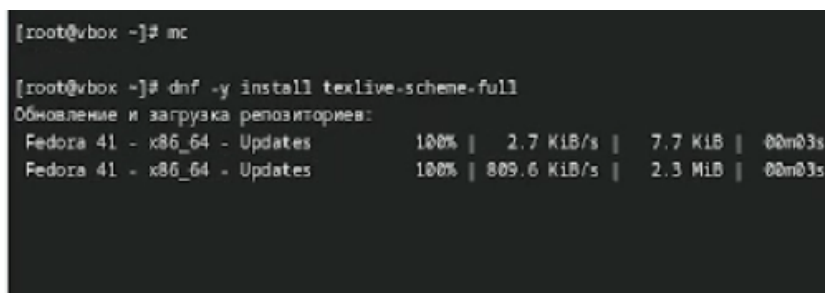 [root@vbox ~]# mc
[root@vbox ~]# dnf -y install texlive-scheme-full
Обновление и загрузка репозиториев:
Fedora 41 - x86_64 - Updates 100% | 2.7 KiB/s | 7.7 KiB | 00m03s
Fedora 41 - x86_64 - Updates 100% | 809.6 KiB/s | 2.3 MiB | 00m03s